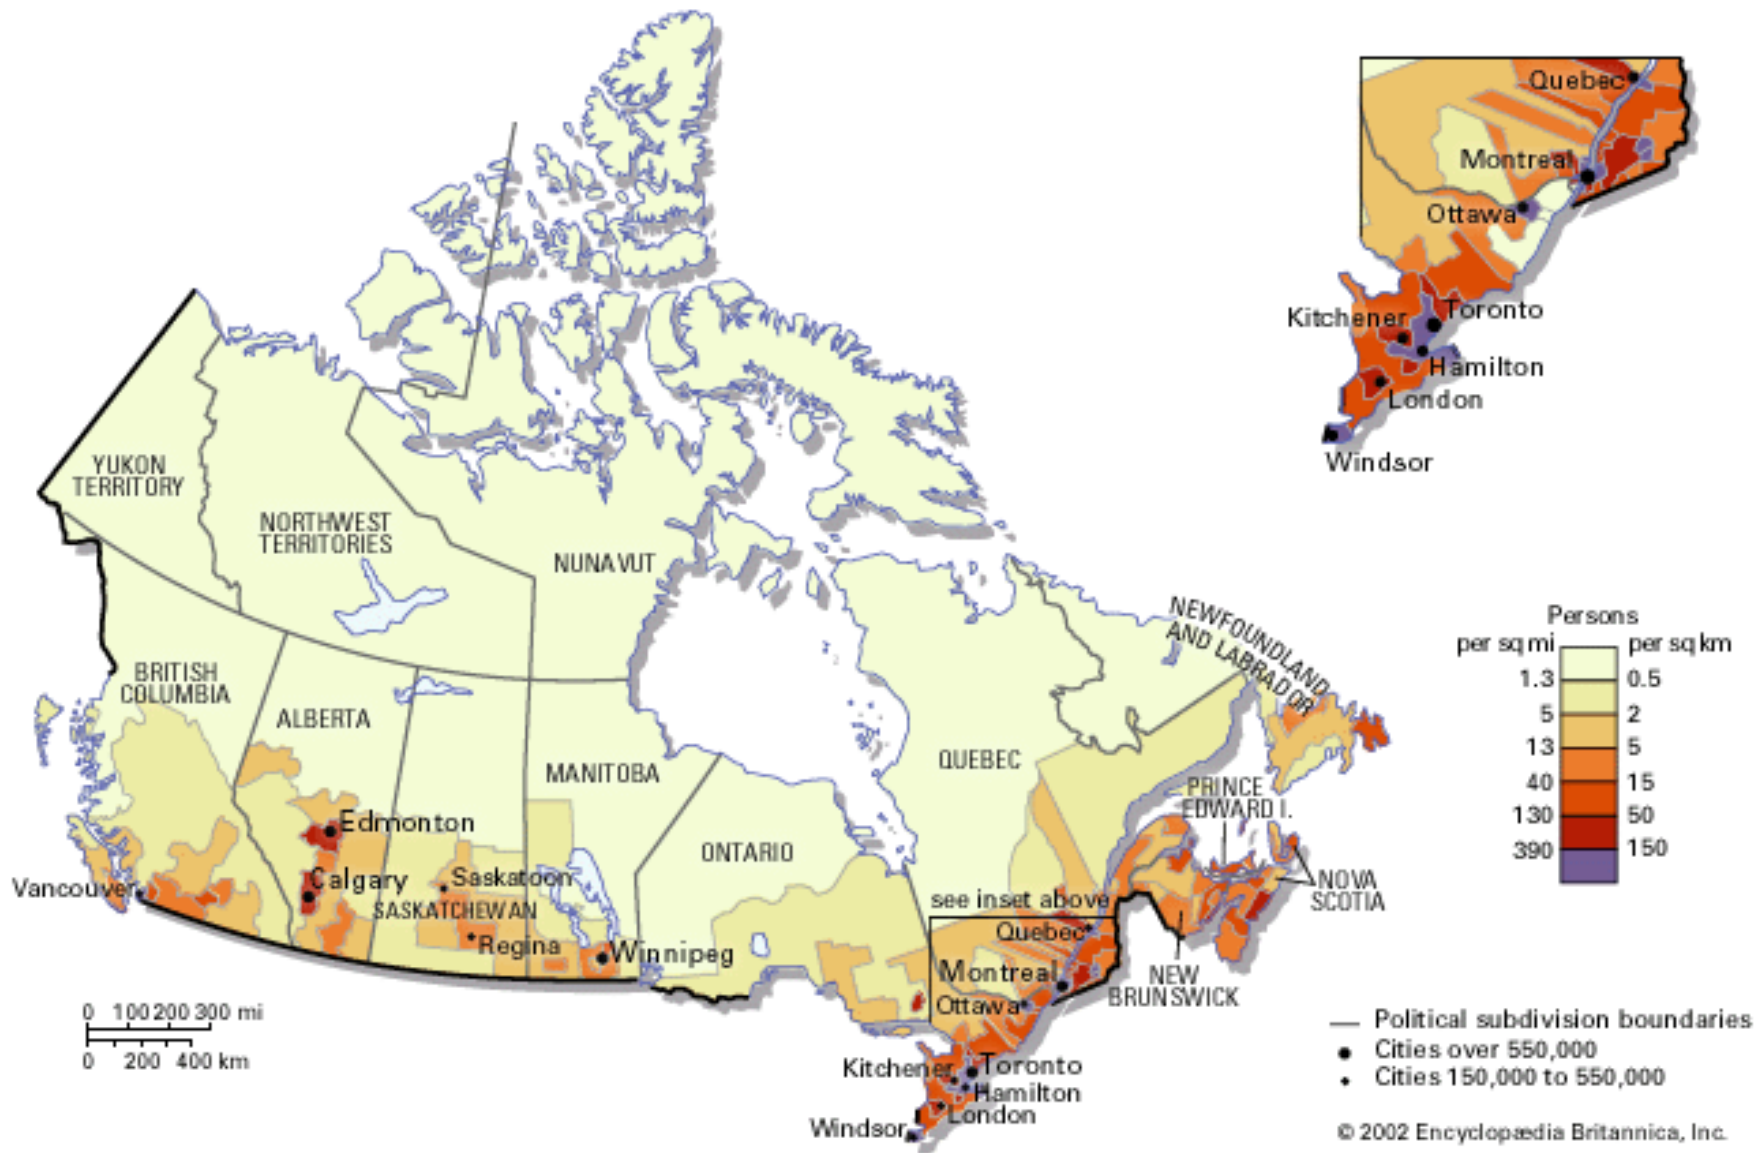 Quebec
Montreal
Ottawa
Kitchener
Toronto
Hamilton
London
Windsor
YUKON
TERRITORY
NORTHWEST
TERRITORIES
NUNAVUT
BRITISH
COLUMBIA
ALBERTA
MANITOBA
ONTARIO
QUEBEC
NEWFOUNDLAND
AND LABRADOR
PRINCE
EDWARD I.
Edmonton
Calgary
Saskatoon
SASKATCHEWAN
Regina
Winnipeg
Vancouver
see inset above
Quebec
Montreal
Ottawa
NOVA
SCOTIA
NEW
BRUNSWICK
Kitchener
Toronto
Hamilton
London
Windsor
Persons
per sq mi per sq km
1.3 0.5
5 2
13 5
40 15
130 50
390 150
0 100 200 300 mi
0 200 400 km
Political subdivision boundaries
Cities over 550,000
Cities 150,000 to 550,000
© 2002 Encyclopædia Britannica, Inc.